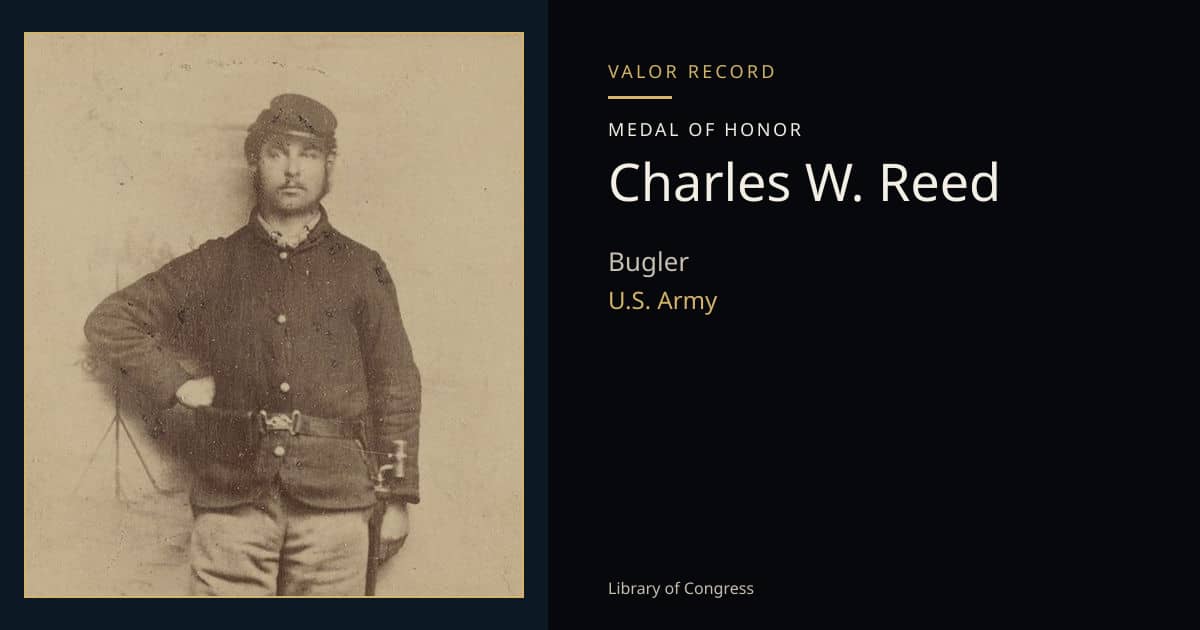 VALOR RECORD
MEDAL OF HONOR
Charles W. Reed
Bugler
U.S. Army
Library of Congress